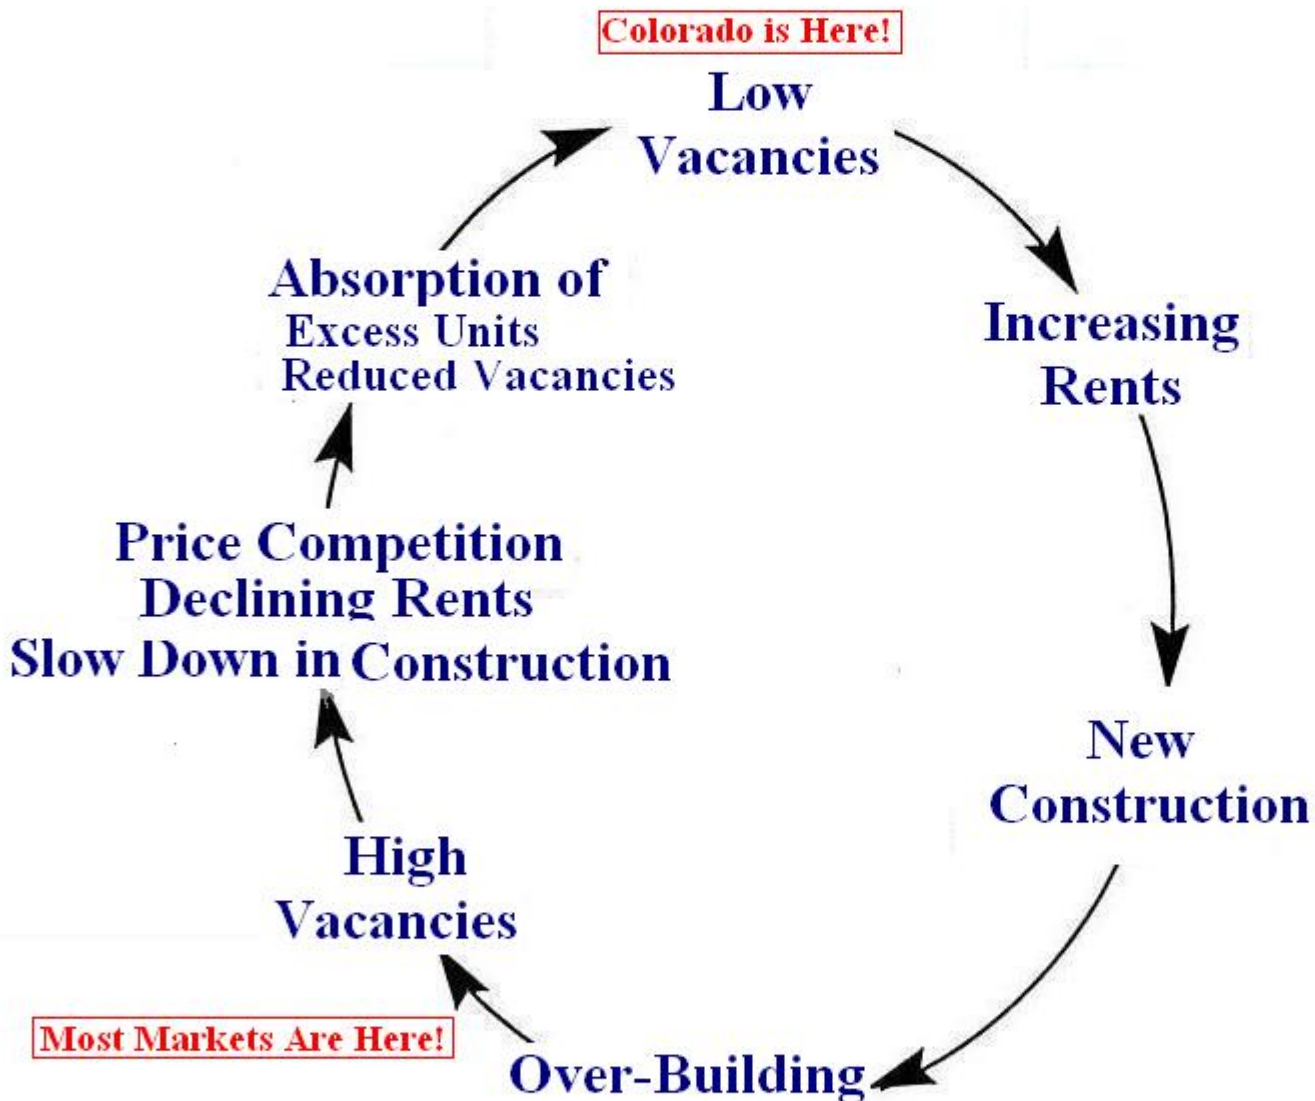 Colorado is Here!
Low
Vacancies
Increasing
Rents
New
Construction
Over-Building
Most Markets Are Here!
High
Vacancies
Price Competition
Declining Rents
Slow Down in Construction
Absorption of
Excess Units
Reduced Vacancies